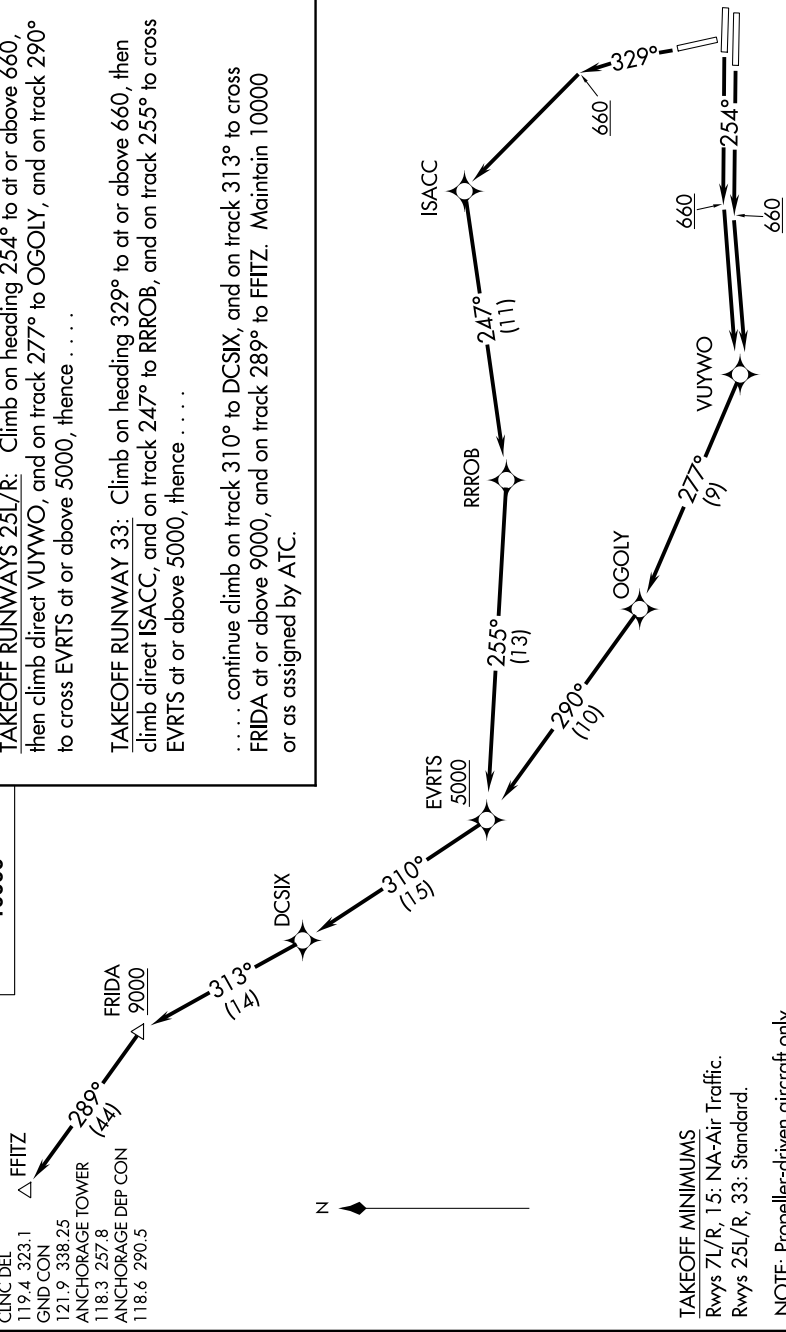 TAKEOFF RUNWAYS 25L/R: Climb on heading 254° to at or above 660,
then climb direct VUYWO, and on track 277° to OGOLY, and on track 290°
to cross EVRTS at or above 5000, thence . . . .
TAKEOFF RUNWAY 33: Climb on heading 329° to at or above 660, then
climb direct ISACC, and on track 247° to RRROB, and on track 255° to cross
EVRTS at or above 5000, thence . . . . .
. . . . continue climb on track 310° to DCSIX, and on track 313° to cross
FRIDA at or above 9000, and on track 289° to FFITZ. Maintain 10000
or as assigned by ATC.
CLNC DEL
119.4 323.1
GND CON
121.9 338.25
ANCHORAGE TOWER
118.3 257.8
ANCHORAGE DEP CON
118.6 290.5
FFITZ
289°
(44)
FRIDA
9000
313°
(14)
DCSIX
310°
(15)
EVRTS
5000
255°
(13)
RRROB
247°
(11)
ISACC
329°
660
290°
(10)
OGOLY
277°
(9)
VUYWO
254°
660
660
N
TAKEOFF MINIMUMS
Rwys 7L/R, 15: NA-Air Traffic.
Rwys 25L/R, 33: Standard.
NOTE: Propeller-driven aircraft only